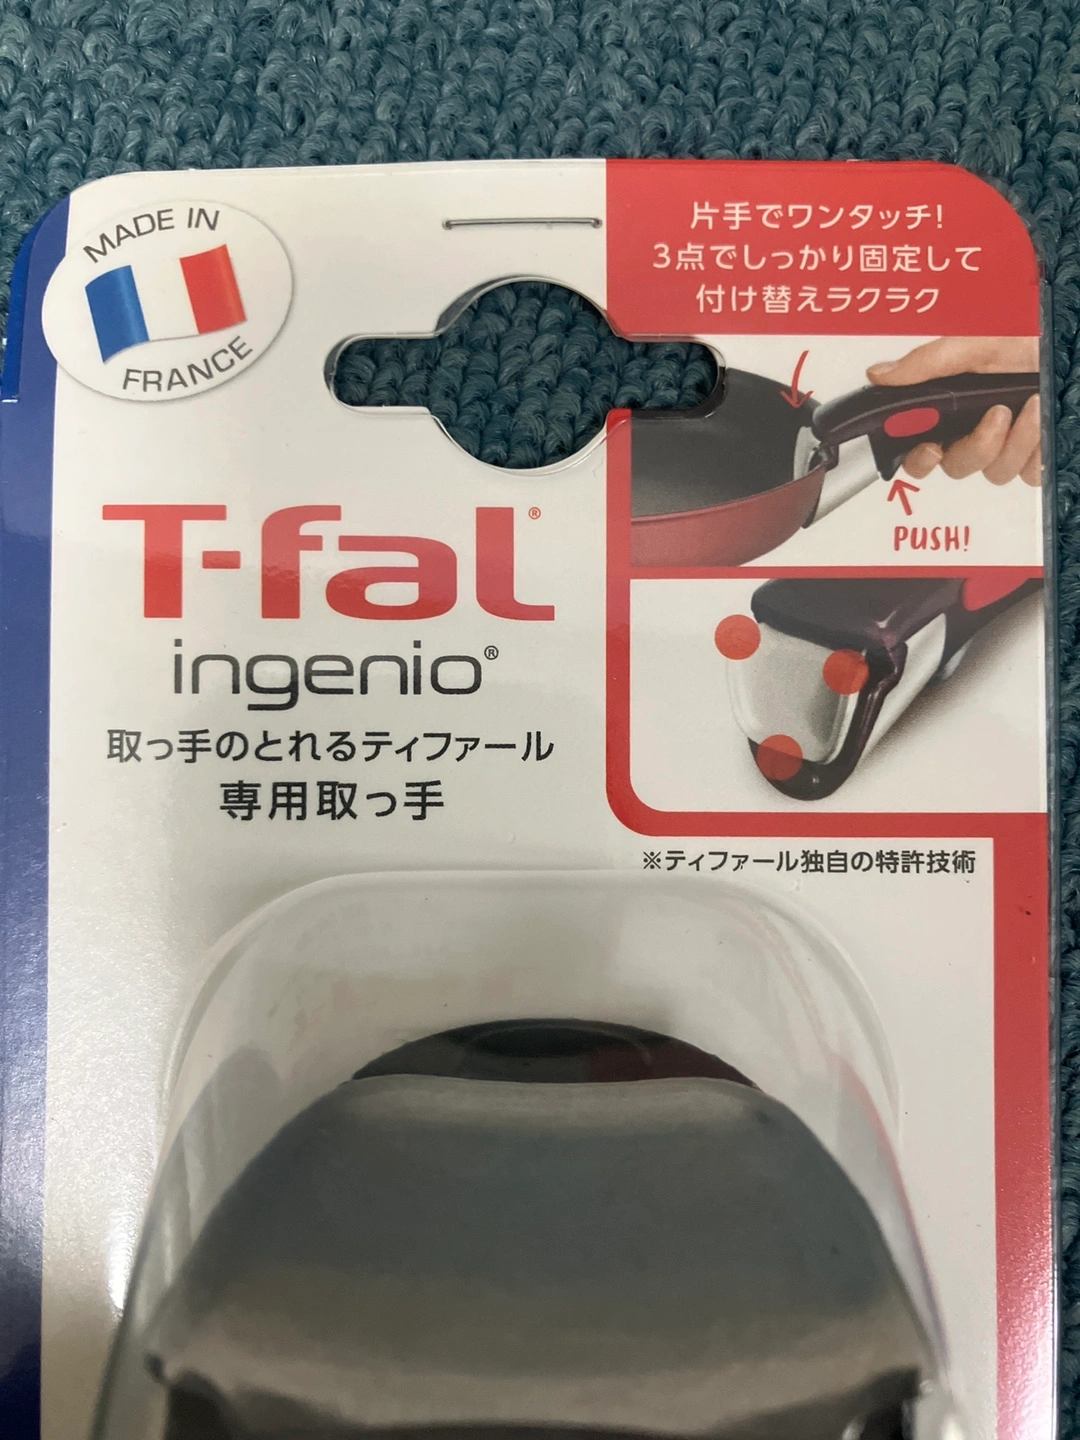 MADE IN
FRANCE
片手でワンタッチ!
3点でしっかり固定して
付け替えラクラク
PUSH!
T-fal®
ingenio®
取っ手のとれるティファール
専用取っ手
※ティファール独自の特許技術